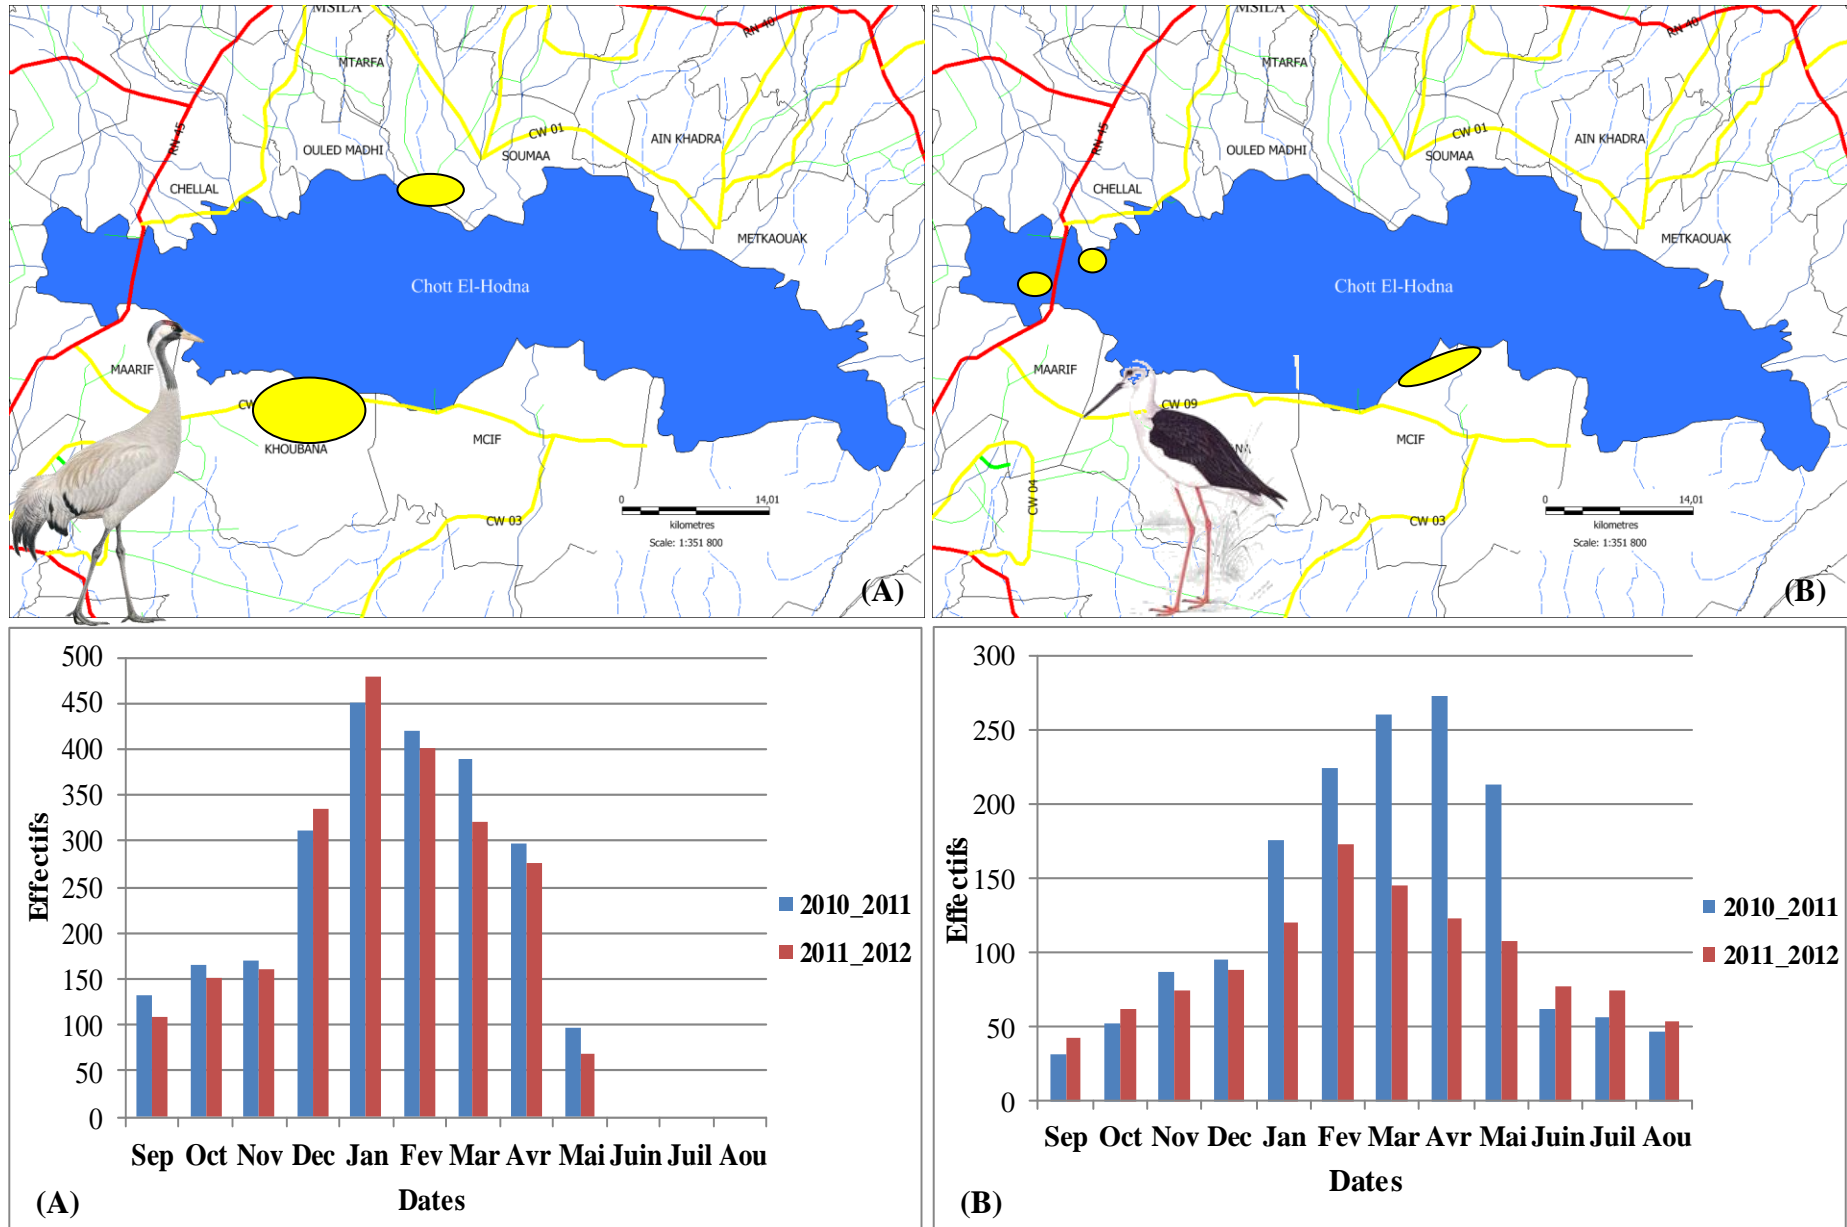 MSILA
RN 40
MTARFA
RN 45
CW 01
OULED MADHI
SOUMAA
AIN KHADRA
CHELLAL
METKAOUAK
Chott El-Hodna
MAARIF
CW
KHOUBANA
MCIF
CW 03
0 14,01
kilometres
Scale: 1:351 800
(A)
MSILA
RN 40
MTARFA
RN 45
CW 01
OULED MADHI
SOUMAA
AIN KHADRA
CHELLAL
METKAOUAK
Chott El-Hodna
MAARIF
CW 09
NA
MCIF
CW 04
CW 03
0 14,01
kilometres
Scale: 1:351 800
(B)
500
450
400
350
300
250
200
150
100
50
0
Effectifs
Sep Oct Nov Dec Jan Fev Mar Avr Mai Juin Juil Aou
Dates
2010_2011
2011_2012
(A)
300
250
200
150
100
50
0
Effectifs
Sep Oct Nov Dec Jan Fev Mar Avr Mai Juin Juil Aou
Dates
2010_2011
2011_2012
(B)